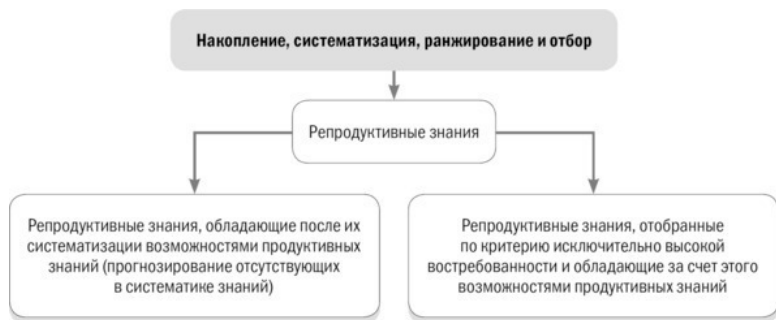 Накопление, систематизация, ранжирование и отбор
Репродуктивные знания
Репродуктивные знания, обладающие после их
систематизации возможностями продуктивных
знаний (прогнозирование отсутствующих
в систематике знаний)
Репродуктивные знания, отобранные
по критерию исключительно высокой
востребованности и обладающие за счет этого
возможностями продуктивных знаний